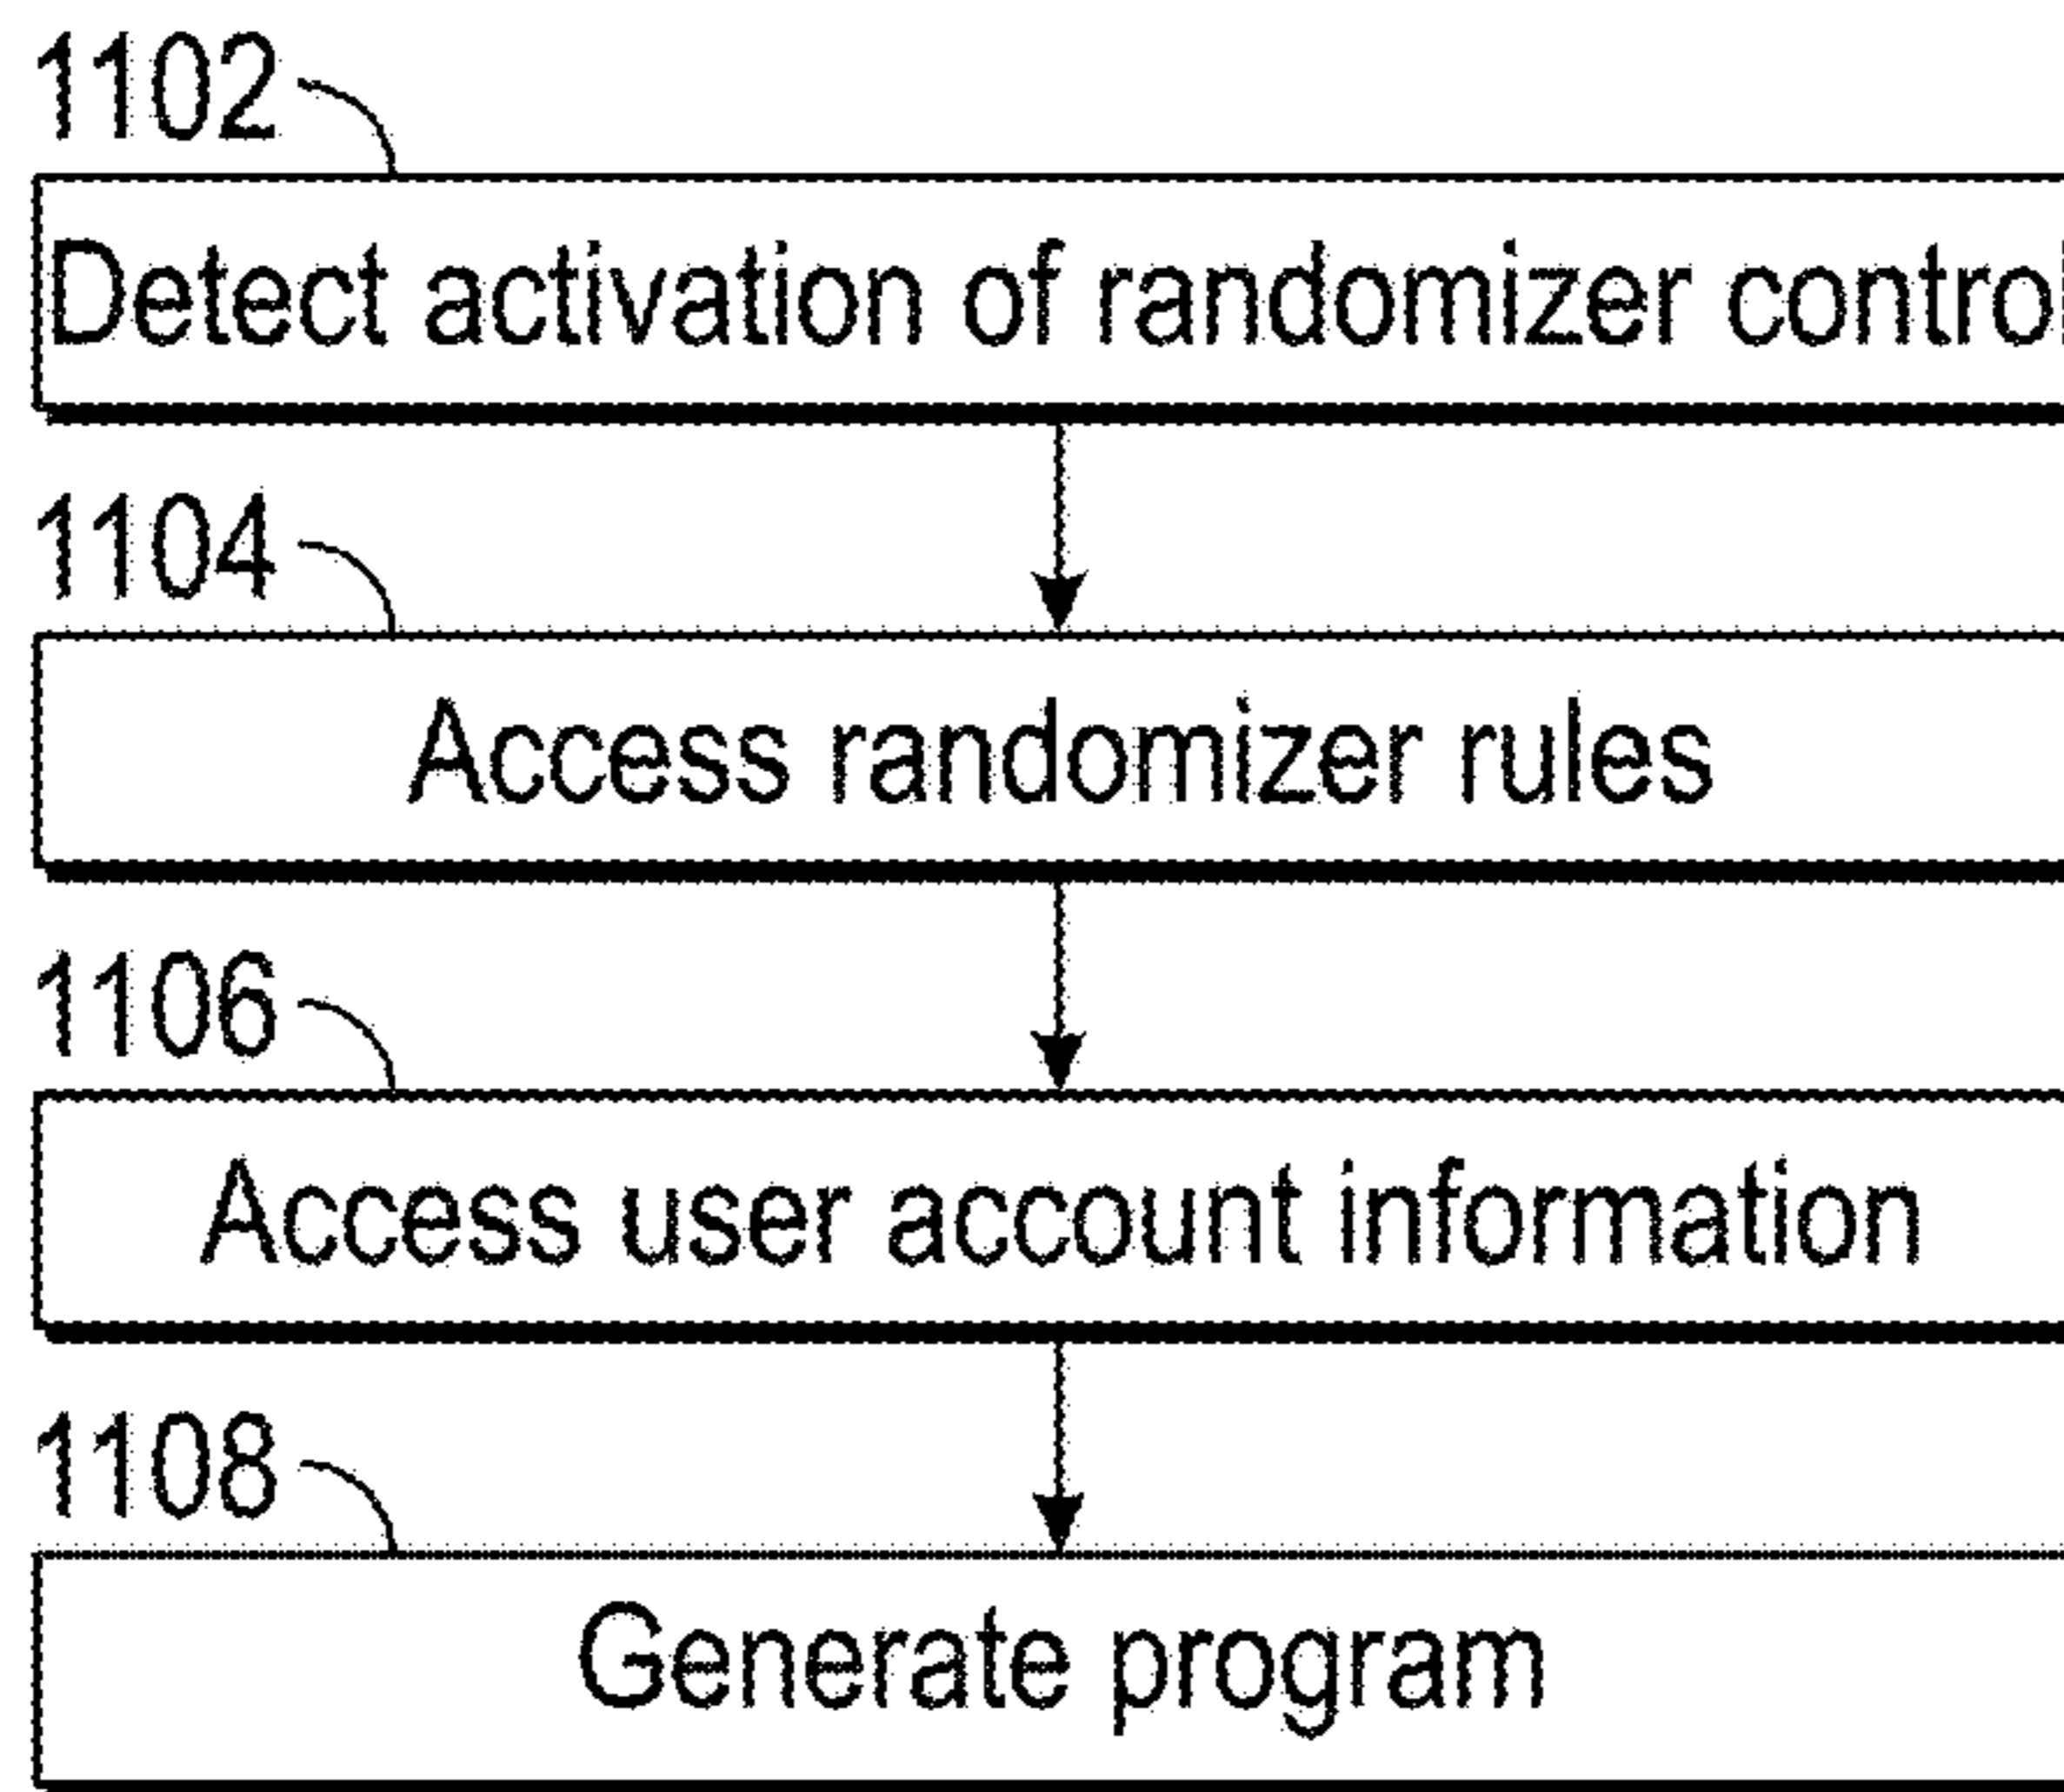 1102
Detect activation of randomizer control
1104
Access randomizer rules
1106
Access user account information
1108
Generate program